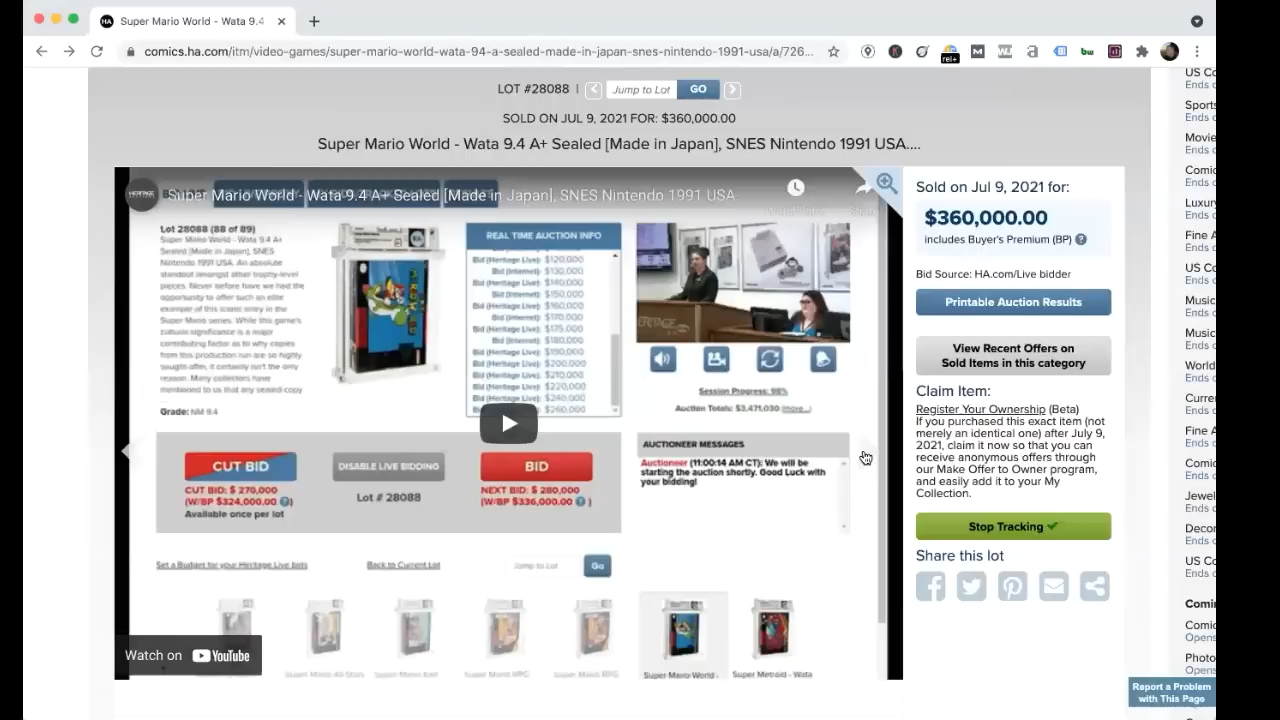 Super Mario World - Wata 9.4
comics.ha.com/itm/video-games/super-mario-world-wata-94-a-sealed-made-in-japan-snes-nintendo-1991-usa/a/726...
rel+
LOT #28088 | Jump to Lot GO
SOLD ON JUL 9, 2021 FOR: $360,000.00
Super Mario World - Wata 9.4 A+ Sealed [Made in Japan], SNES Nintendo 1991 USA....
HERITAGE
Super Mario World - Wata 9.4 A+ Sealed [Made in Japan], SNES Nintendo 1991 USA
Lot 28088 (88 of 89)
Super Mario World - Wata 9.4 A+
Sealed [Made in Japan], SNES
Nintendo 1991 USA. An absolute
standout amongst other trophy-level
pieces. Never before have we had the
opportunity to offer such an elite
example of this iconic entry in the
Super Mario series. While this game's
cultural significance is a major
contributing factor as to why copies
from this production run are so highly
sought-after, it certainly isn't the only
reason. Many collectors have
mentioned to us that any sealed copy
Grade: NM 9.4
REAL TIME AUCTION INFO
Bid (Heritage Live): $120,000
Bid (Internet): $130,000
Bid (Heritage Live): $140,000
Bid (Internet): $150,000
Bid (Heritage Live): $160,000
Bid (Internet): $170,000
Bid (Heritage Live): $175,000
Bid (Internet): $180,000
Bid (Heritage Live): $190,000
Bid (Heritage Live): $200,000
Bid (Heritage Live): $210,000
Bid (Heritage Live): $220,000
Bid (Heritage Live): $240,000
Bid (Heritage Live): $260,000
Session Progress: 98%
Auction Totals: $3,471,030 (more...)
CUT BID
CUT BID: $ 270,000
(W/BP $324,000.00 ?)
Available once per lot
DISABLE LIVE BIDDING
Lot # 28088
BID
NEXT BID: $ 280,000
(W/BP $336,000.00 ?)
AUCTIONEER MESSAGES
Auctioneer (11:00:14 AM CT): We will be
starting the auction shortly. Good Luck with
your bidding!
Set a Budget for your Heritage Live bids
Back to Current Lot
Jump to Lot Go
Super Mario All-Stars
Super Mario Kart
Super Mario RPG
Super Mario RPG
Super Mario World -
Super Metroid - Wata
Watch on YouTube
Sold on Jul 9, 2021 for:
$360,000.00
includes Buyer's Premium (BP) ?
Bid Source: HA.com/Live bidder
Printable Auction Results
View Recent Offers on
Sold Items in this category
Claim Item:
Register Your Ownership (Beta)
If you purchased this exact item (not
merely an identical one) after July 9,
2021, claim it now so that you can
receive anonymous offers through
our Make Offer to Owner program,
and easily add it to your My
Collection.
Stop Tracking
Share this lot
US Co
Ends o
Sports
Ends o
Movie
Ends o
Comic
Ends o
Luxury
Ends o
Fine A
Ends o
US Co
Ends o
Music
Ends o
Music
Ends o
World
Ends o
Currer
Ends o
Fine A
Ends o
Comic
Ends o
Jewel
Ends o
Decor
Ends o
US Co
Ends o
Comin
Comic
Opens
Photo
Opens
Report a Problem
with This Page